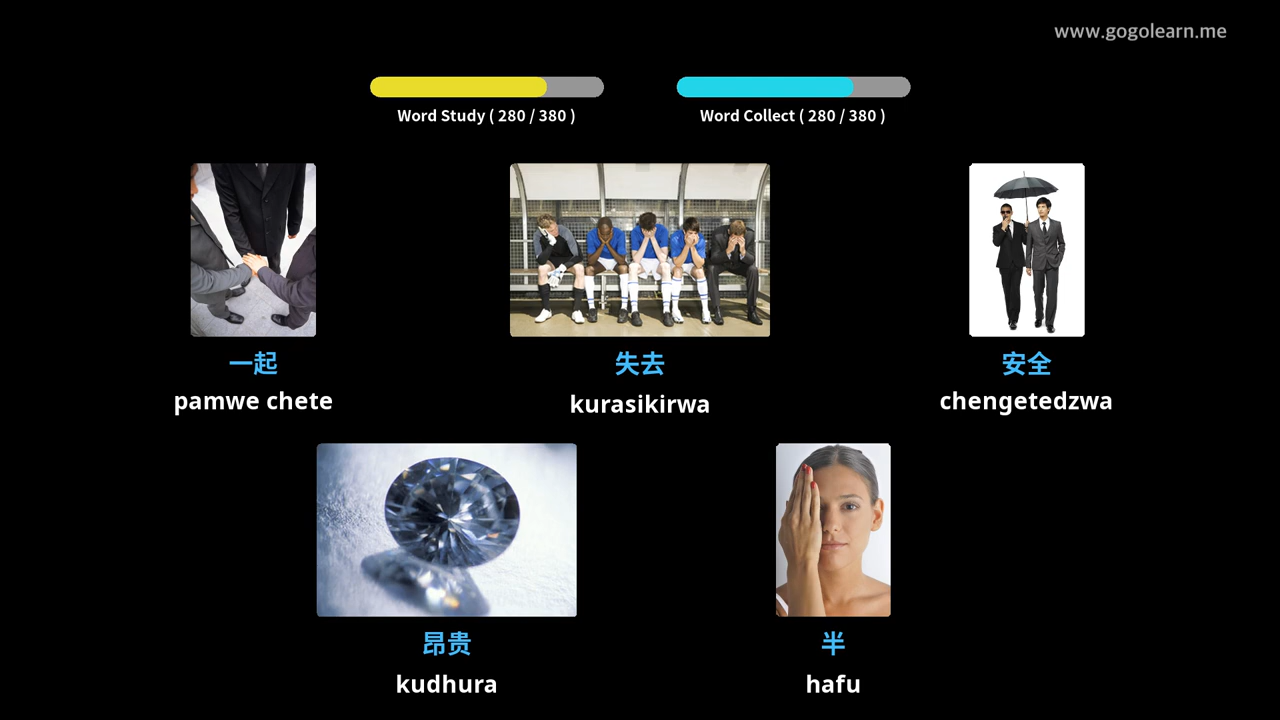 www.gogolearn.me
Word Study ( 280 / 380 )
Word Collect ( 280 / 380 )
一起
失去
安全
pamwe chete
kurasikirwa
chengetedzwa
昂贵
半
kudhura
hafu